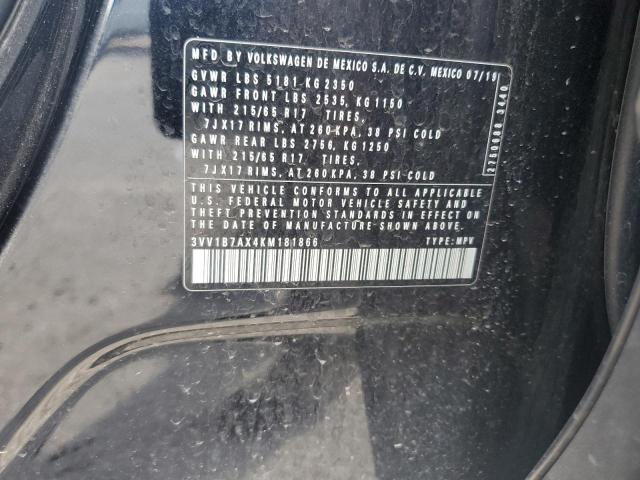 MFD BY VOLKSWAGEN DE MEXICO S.A. DE C.V. MEXICO 07/19
GVWR LBS 5181 - KG 2350
GAWR FRONT LBS 2535, KG 1150
WITH 215/65 R17 TIRES,
7JX17 RIMS, AT 260 KPA, 38 PSI COLD
GAWR REAR LBS 2756, KG 1250
WITH 215/65 R17 TIRES,
7JX17 RIMS, AT 260 KPA, 38 PSI-COLD
THIS VEHICLE CONFORMS TO ALL APPLICABLE
U.S. FEDERAL MOTOR VEHICLE SAFETY AND
THEFT PREVENTION STANDARDS IN EFFECT ON
THE DATE OF MANUFACTURE SHOWN ABOVE.
3VV1B7AX4KM181866 TYPE: MPV
2750688 3440